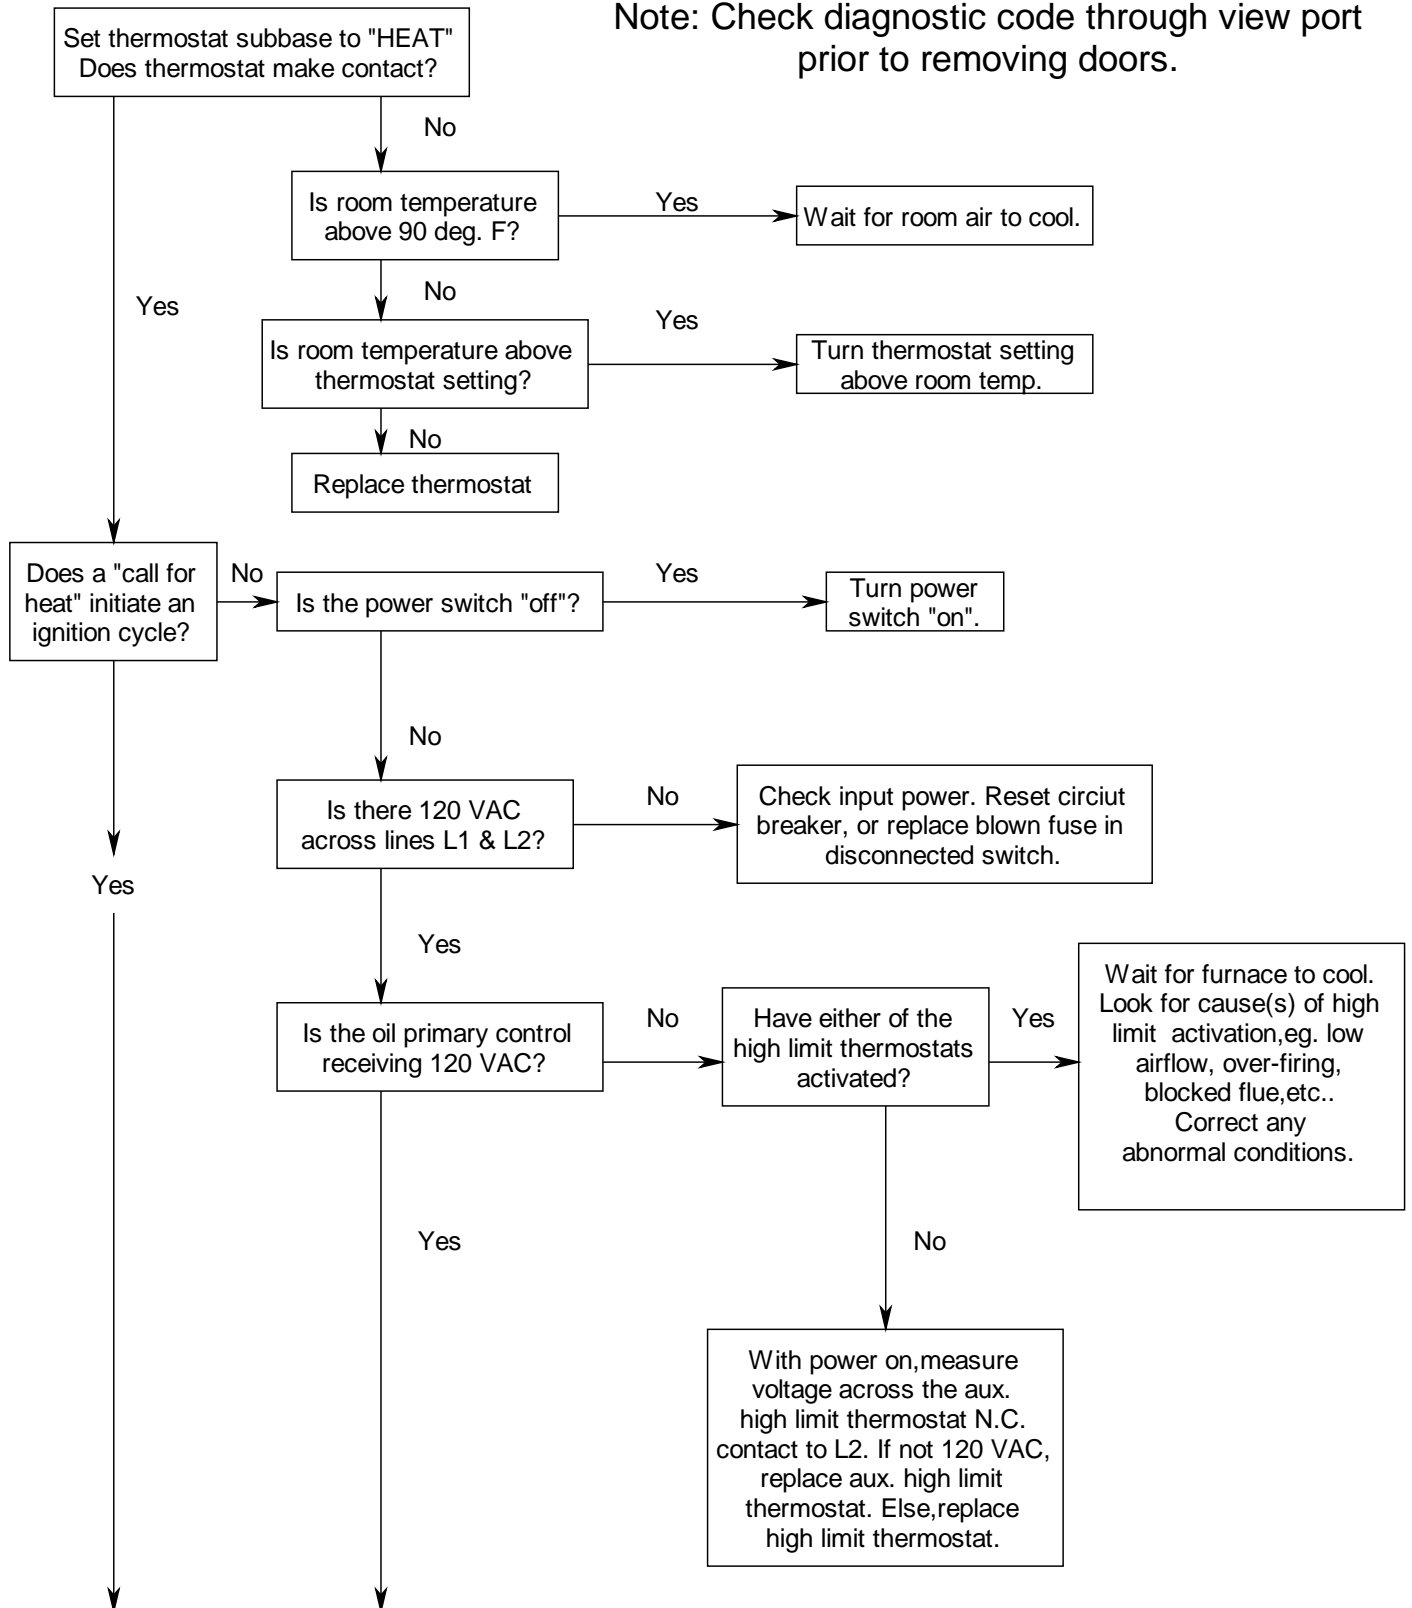 Note: Check diagnostic code through view port
prior to removing doors.
Set thermostat subbase to "HEAT"
Does thermostat make contact?
No
Is room temperature
above 90 deg. F?
Yes
Wait for room air to cool.
Yes
No
Is room temperature above
thermostat setting?
Yes
Turn thermostat setting
above room temp.
No
Replace thermostat
Does a "call for
heat" initiate an
ignition cycle?
No
Is the power switch "off"?
Yes
Turn power
switch "on".
No
Is there 120 VAC
across lines L1 & L2?
No
Check input power. Reset circiut
breaker, or replace blown fuse in
disconnected switch.
Yes
Yes
Is the oil primary control
receiving 120 VAC?
No
Have either of the
high limit thermostats
activated?
Yes
Wait for furnace to cool.
Look for cause(s) of high
limit activation,eg. low
airflow, over-firing,
blocked flue,etc..
Correct any
abnormal conditions.
Yes
No
With power on,measure
voltage across the aux.
high limit thermostat N.C.
contact to L2. If not 120 VAC,
replace aux. high limit
thermostat. Else,replace
high limit thermostat.